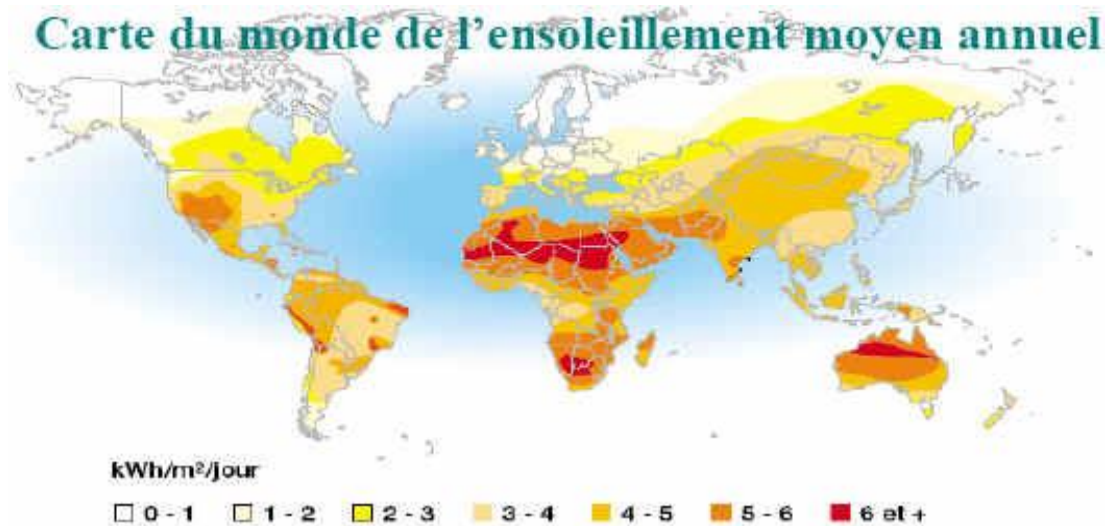 Carte du monde de l'ensoleillement moyen annuel
kWh/m²/jour
0 - 1 1 - 2 2 - 3 3 - 4 4 - 5 5 - 6 6 et +